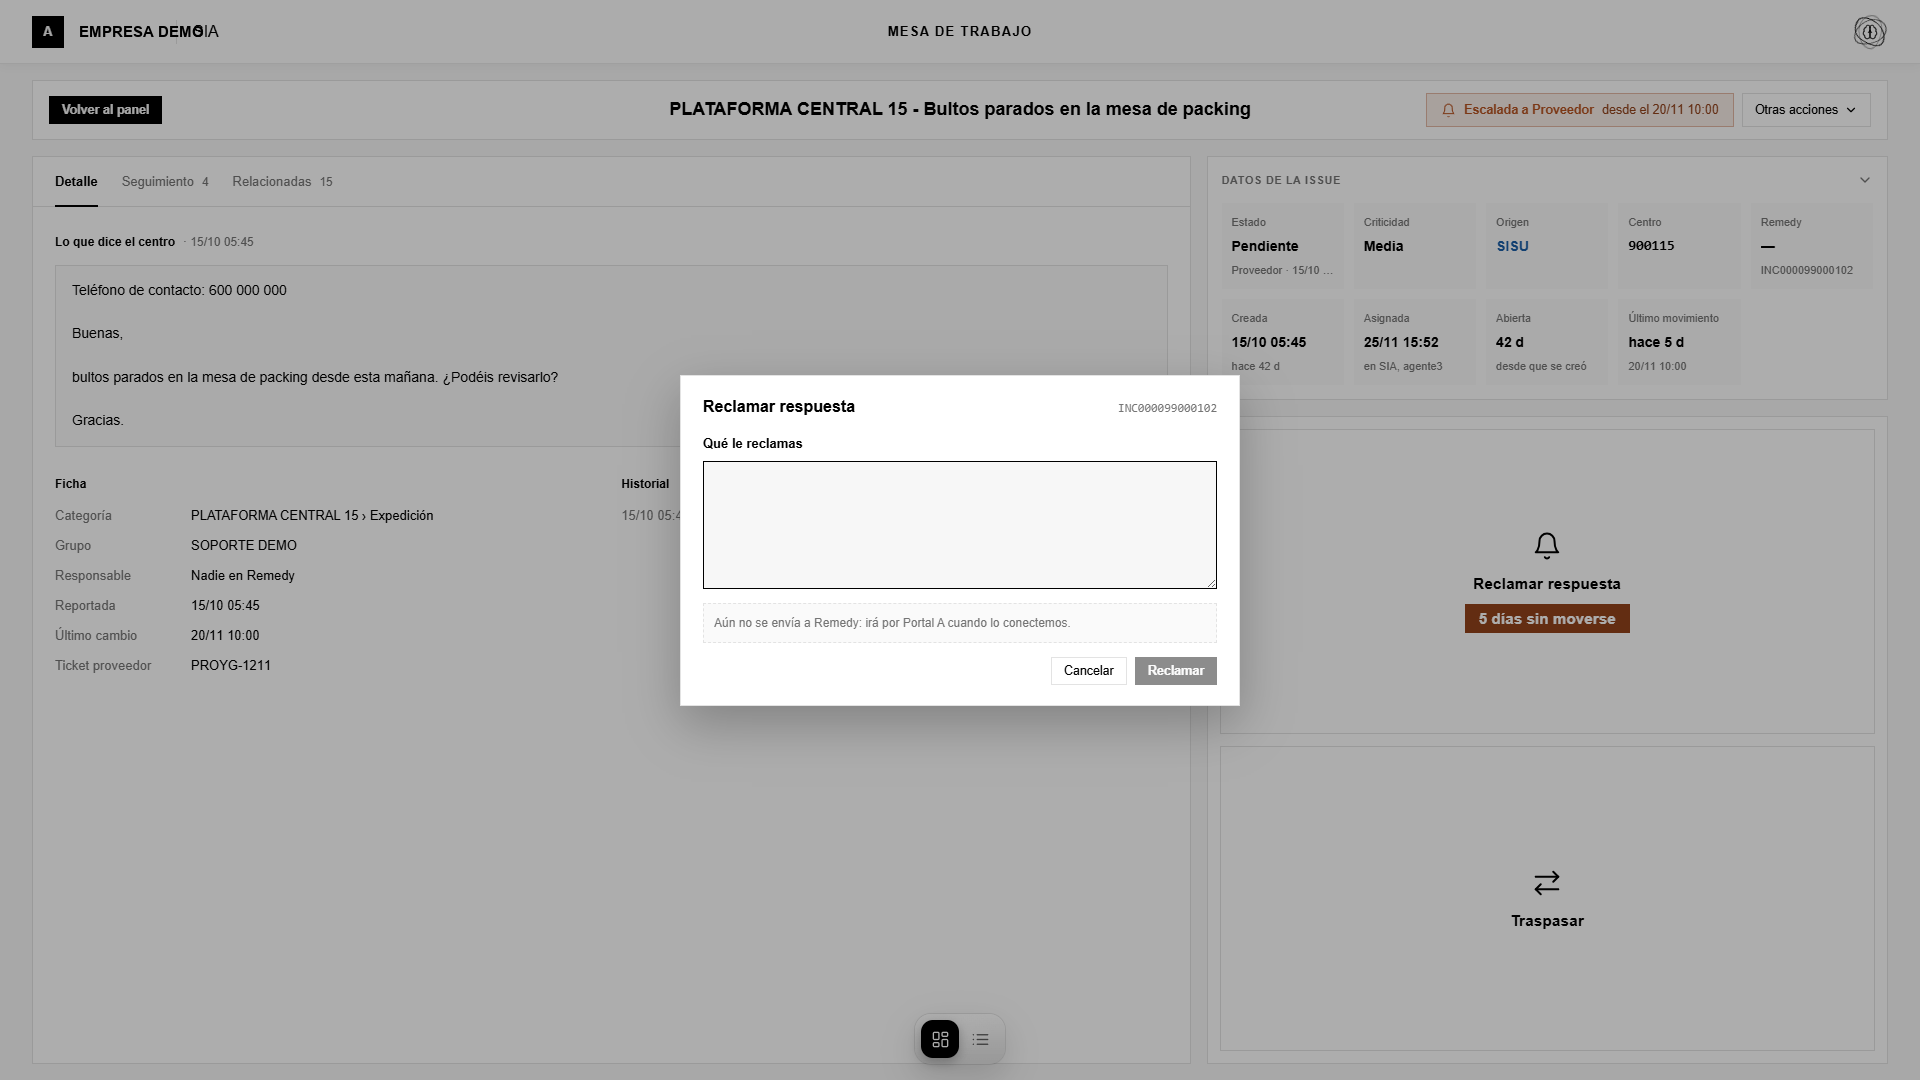 A EMPRESA DEMO SIA
MESA DE TRABAJO
Volver al panel
PLATAFORMA CENTRAL 15 - Bultos parados en la mesa de packing
Escalada a Proveedor desde el 20/11 10:00
Otras acciones
Detalle Seguimiento 4 Relacionadas 15
Lo que dice el centro · 15/10 05:45
Teléfono de contacto: 600 000 000
Buenas,
bultos parados en la mesa de packing desde esta mañana. ¿Podéis revisarlo?
Gracias.
Ficha
Categoría PLATAFORMA CENTRAL 15 › Expedición
Grupo SOPORTE DEMO
Responsable Nadie en Remedy
Reportada 15/10 05:45
Último cambio 20/11 10:00
Ticket proveedor PROYG-1211
Historial
15/10 05:4
DATOS DE LA ISSUE
Estado
Pendiente
Proveedor · 15/10 ...
Criticidad
Media
Origen
SISU
Centro
900115
Remedy
—
INC000099000102
Creada
15/10 05:45
hace 42 d
Asignada
25/11 15:52
en SIA, agente3
Abierta
42 d
desde que se creó
Último movimiento
hace 5 d
20/11 10:00
Reclamar respuesta
INC000099000102
Qué le reclamas
Aún no se envía a Remedy: irá por Portal A cuando lo conectemos.
Cancelar
Reclamar
Reclamar respuesta
5 días sin moverse
Traspasar